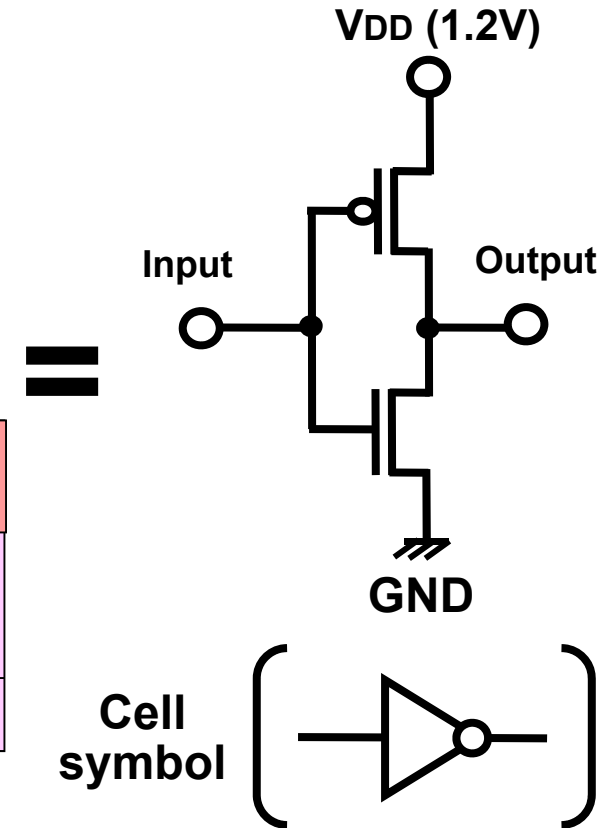 VDD (1.2V)
Input
Output
=
GND
Cell
symbol